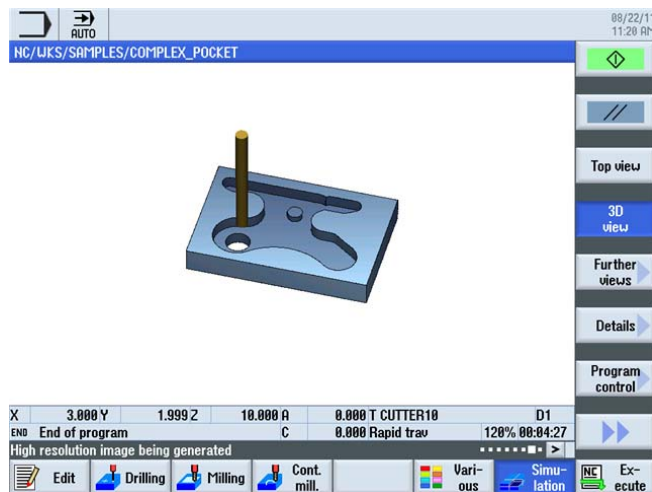 AUTO
08/22/1
11:20 AM
NC/WKS/SAMPLES/COMPLEX_POCKET
Top view
3D
view
Further
views
Details
Program
control
X 3.000 Y 1.999 Z 10.000 A 0.000 T CUTTER10 D1
END End of program C 0.000 Rapid trav 120% 00:04:27
High resolution image being generated
Edit
Drilling
Milling
Cont.
mill.
Vari-
ous
Simu-
lation
NC Ex-
ecute